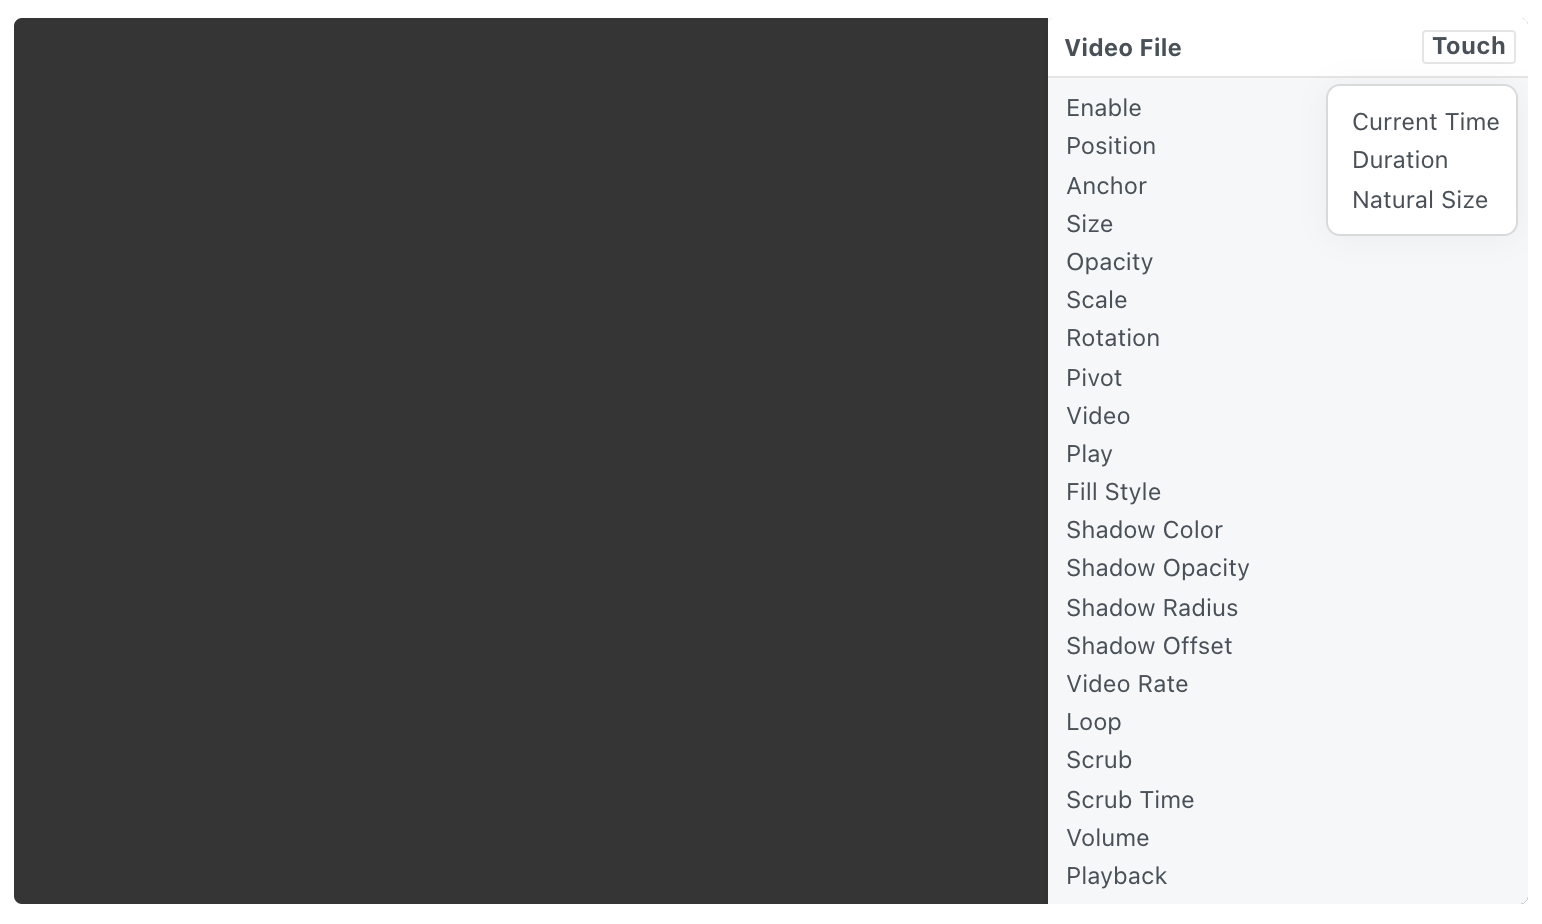 Video File
Touch
Enable
Position
Anchor
Size
Opacity
Scale
Rotation
Pivot
Video
Play
Fill Style
Shadow Color
Shadow Opacity
Shadow Radius
Shadow Offset
Video Rate
Loop
Scrub
Scrub Time
Volume
Playback
Current Time
Duration
Natural Size